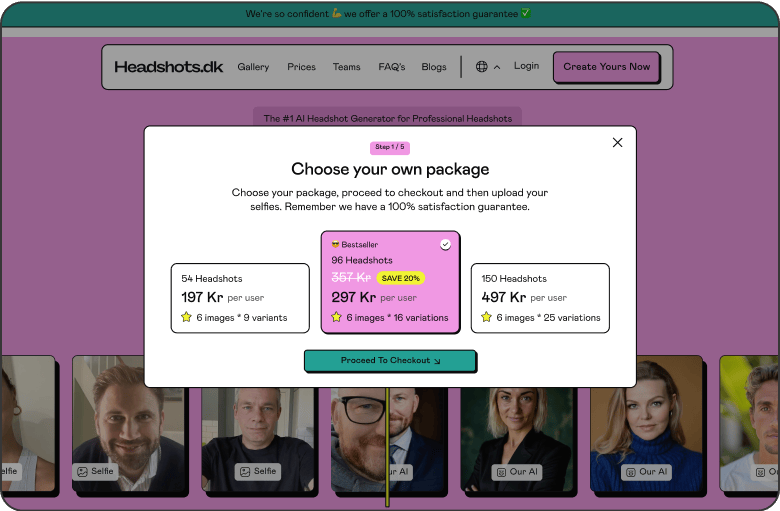 We're so confident 💪 we offer a 100% satisfaction guarantee ✅
Headshots.dk Gallery Prices Teams FAQ's Blogs Login Create Yours Now
The #1 AI Headshot Generator for Professional Headshots
Step 1 / 5
Choose your own package
Choose your package, proceed to checkout and then upload your
selfies. Remember we have a 100% satisfaction guarantee.
54 Headshots
197 Kr per user
6 images * 9 variants
😎 Bestseller
96 Headshots
357 Kr SAVE 20%
297 Kr per user
6 images * 16 variations
150 Headshots
497 Kr per user
6 images * 25 variations
Proceed To Checkout
Selfie
Selfie
AI
Our AI
Our AI